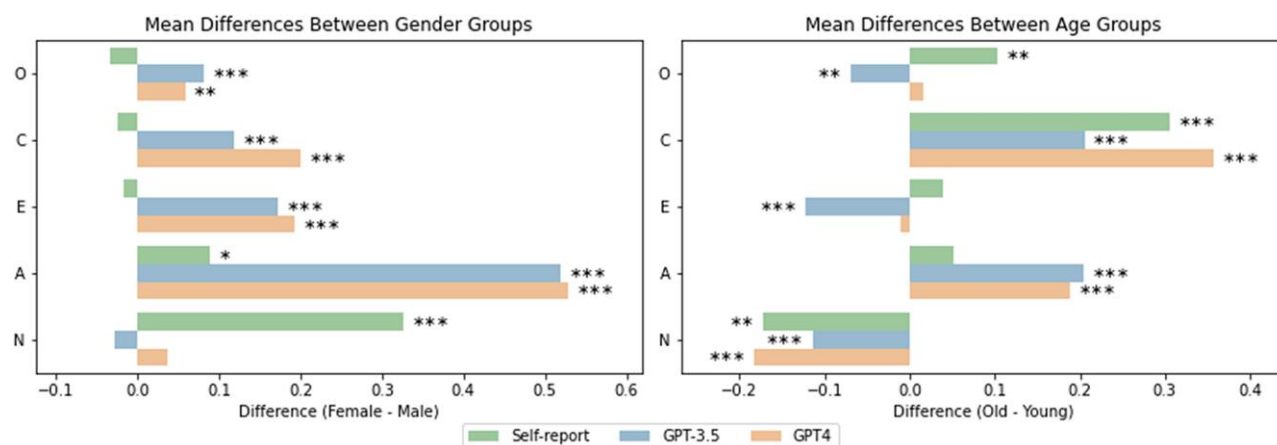 Mean Differences Between Gender Groups
O
***
**
C
***
***
E
***
***
A
*
***
***
N
***
−0.1 0.0 0.1 0.2 0.3 0.4 0.5 0.6
Difference (Female - Male)
Mean Differences Between Age Groups
O
**
**
C
***
***
***
E
***
A
***
***
N
**
***
***
−0.2 −0.1 0.0 0.1 0.2 0.3 0.4
Difference (Old - Young)
Self-report GPT-3.5 GPT4